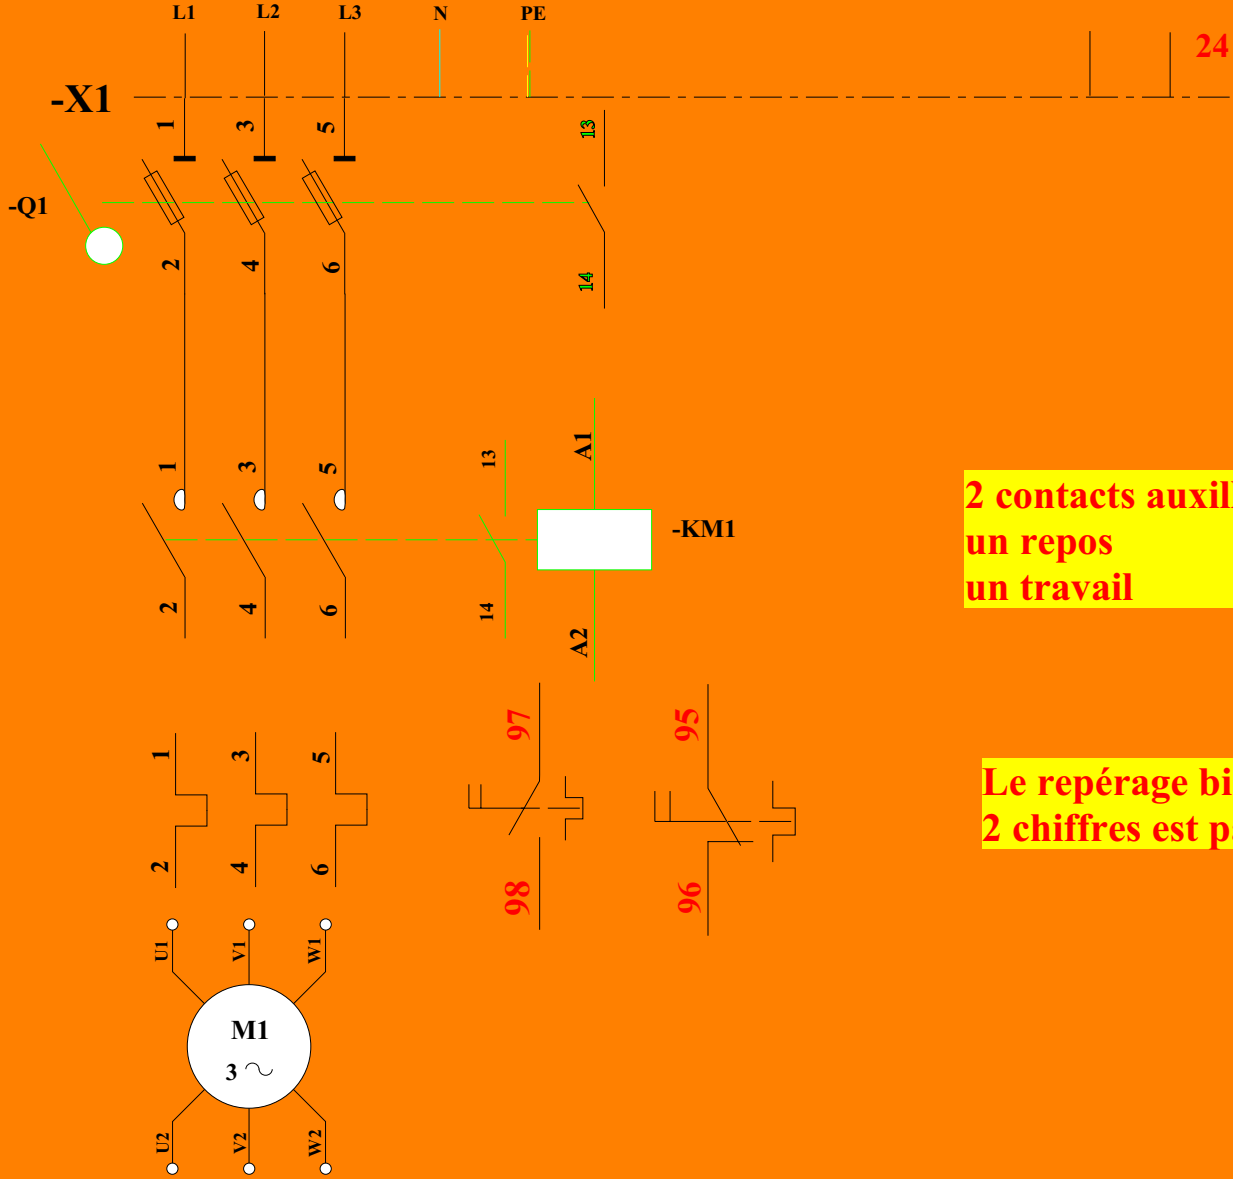 L1 L2 L3 N PE
24
-X1
1 3 5 13
-Q1
2 4 6 14
1 3 5 13 A1
-KM1
2 contacts
un repos
un travail
2 4 6 14 A2
97 95
1 3 5
Le repérage
2 chiffres est
2 4 6
98 96
U1 V1 W1
M1
3 ~
U2 V2 W2